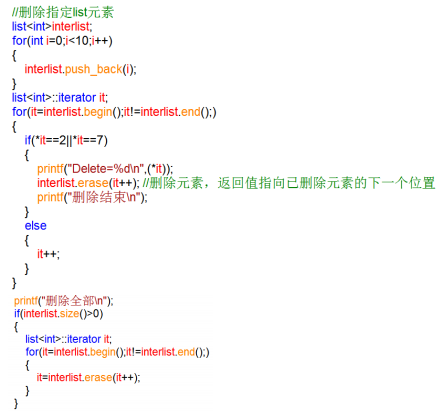 //删除指定list元素
list<int>interlist;
for(int i=0;i<10;i++)
{
    interlist.push_back(i);
}
list<int>::iterator it;
for(it=interlist.begin();it!=interlist.end();)
{
    if(*it==2||*it==7)
    {
        printf("Delete=%d\n",(*it));
        interlist.erase(it++); //删除元素，返回值指向已删除元素的下一个位置
        printf("删除结束\n");
    }
    else
    {
        it++;
    }
}
printf("删除全部\n");
if(interlist.size()>0)
{
    list<int>::iterator it;
    for(it=interlist.begin();it!=interlist.end();)
    {
        it=interlist.erase(it++);
    }
}